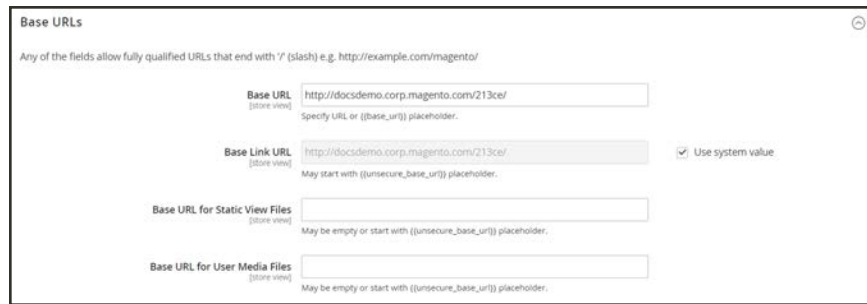 Base URLs
Any of the fields allow fully qualified URLs that end with '/' (slash) e.g. http://example.com/magento/
Base URL
[store view]
http://docsdemo.corp.magento.com/213ce/
Specify URL or {{base_url}} placeholder.
Base Link URL
[store view]
http://docsdemo.corp.magento.com/213ce/
Use system value
May start with {{unsecure_base_url}} placeholder.
Base URL for Static View Files
[store view]
May be empty or start with {{unsecure_base_url}} placeholder.
Base URL for User Media Files
[store view]
May be empty or start with {{unsecure_base_url}} placeholder.